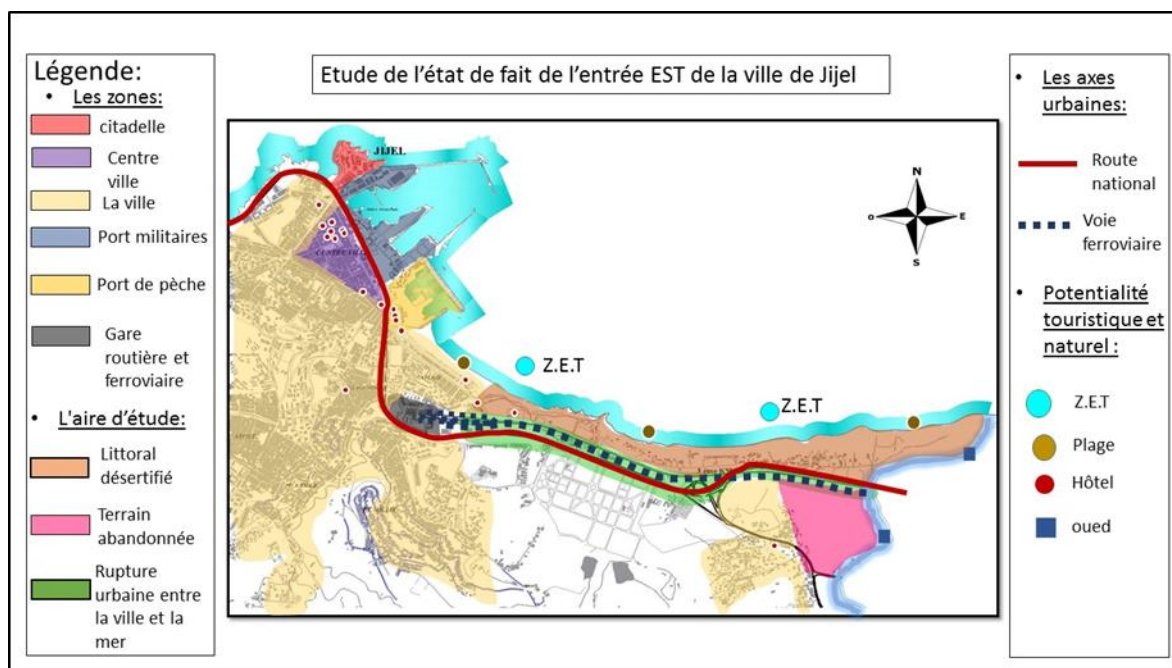 Etude de l'état de fait de l'entrée EST de la ville de Jijel
Légende:
• Les zones:
citadelle
Centre
ville
La ville
Port militaires
Port de pèche
Gare
routière et
ferroviaire
• L'aire d'étude:
Littoral
désertifié
Terrain
abandonnée
Rupture
urbaine entre
la ville et la
mer
JIJEL
CENTRE VILLE
Z.E.T
Z.E.T
N
O
E
S
• Les axes
urbaines:
Route
national
Voie
ferroviaire
• Potentialité
touristique et
naturel :
Z.E.T
Plage
Hôtel
oued